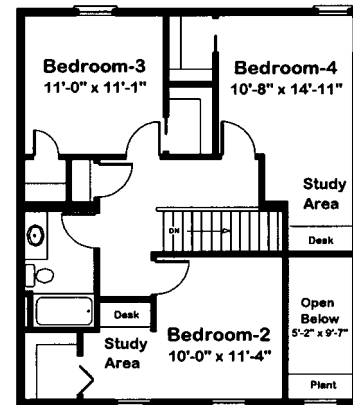 Bedroom-3
11'-0" x 11'-1"
Bedroom-4
10'-8" x 14'-11"
Study
Area
Desk
DN
Open
Below
5'-2" x 9'-7"
Plant
Desk
Study
Area
Bedroom-2
10'-0" x 11'-4"